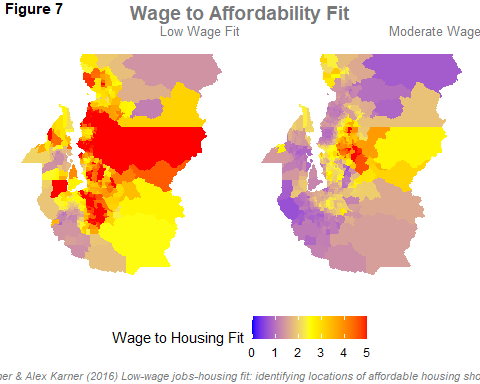 Figure 7
Wage to Affordability Fit
Low Wage Fit
Moderate Wage
Wage to Housing Fit
0 1 2 3 4 5
ner & Alex Karner (2016) Low-wage jobs-housing fit: identifying locations of affordable housing sho